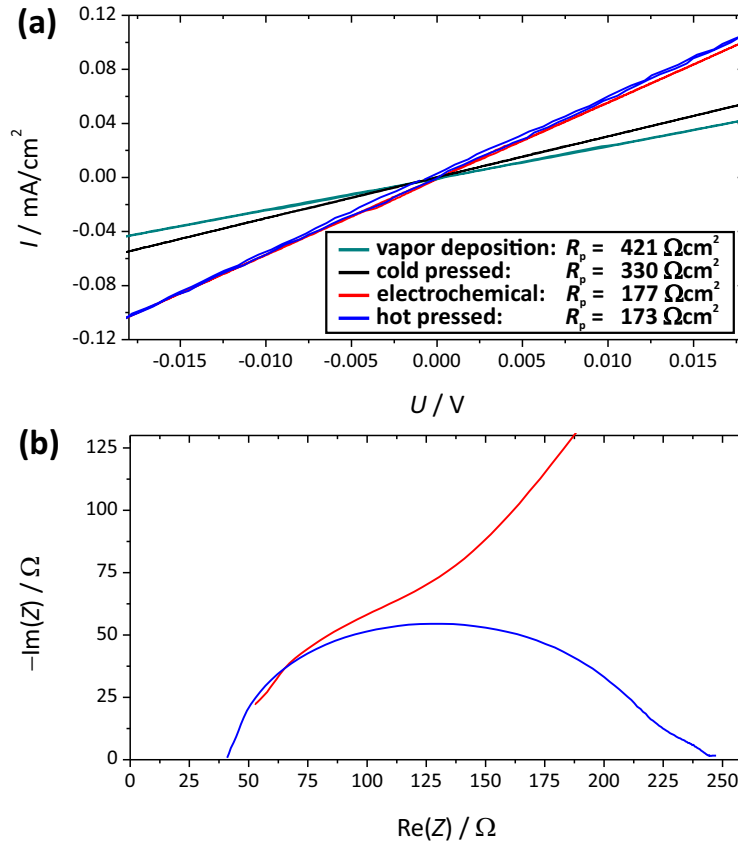 (a)
0.12
0.08
0.04
0.00
-0.04
-0.08
-0.12
I / mA/cm²
vapor deposition: Rₚ = 421 Ωcm²
cold pressed: Rₚ = 330 Ωcm²
electrochemical: Rₚ = 177 Ωcm²
hot pressed: Rₚ = 173 Ωcm²
-0.015 -0.010 -0.005 0.000 0.005 0.010 0.015
U / V
(b)
125
100
75
50
25
0
−Im(Z) / Ω
0 25 50 75 100 125 150 175 200 225 250
Re(Z) / Ω